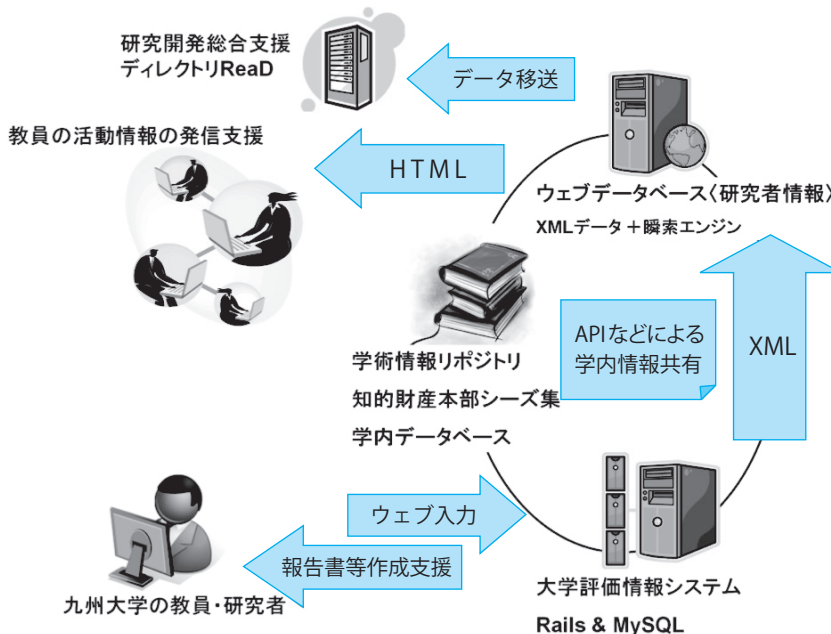 研究開発総合支援
ディレクトリReaD
データ移送
教員の活動情報の発信支援
HTML
ウェブデータベース〈研究者情報〉
XMLデータ＋瞬索エンジン
APIなどによる
学内情報共有
XML
学術情報リポジトリ
知的財産本部シーズ集
学内データベース
ウェブ入力
報告書等作成支援
九州大学の教員・研究者
大学評価情報システム
Rails & MySQL